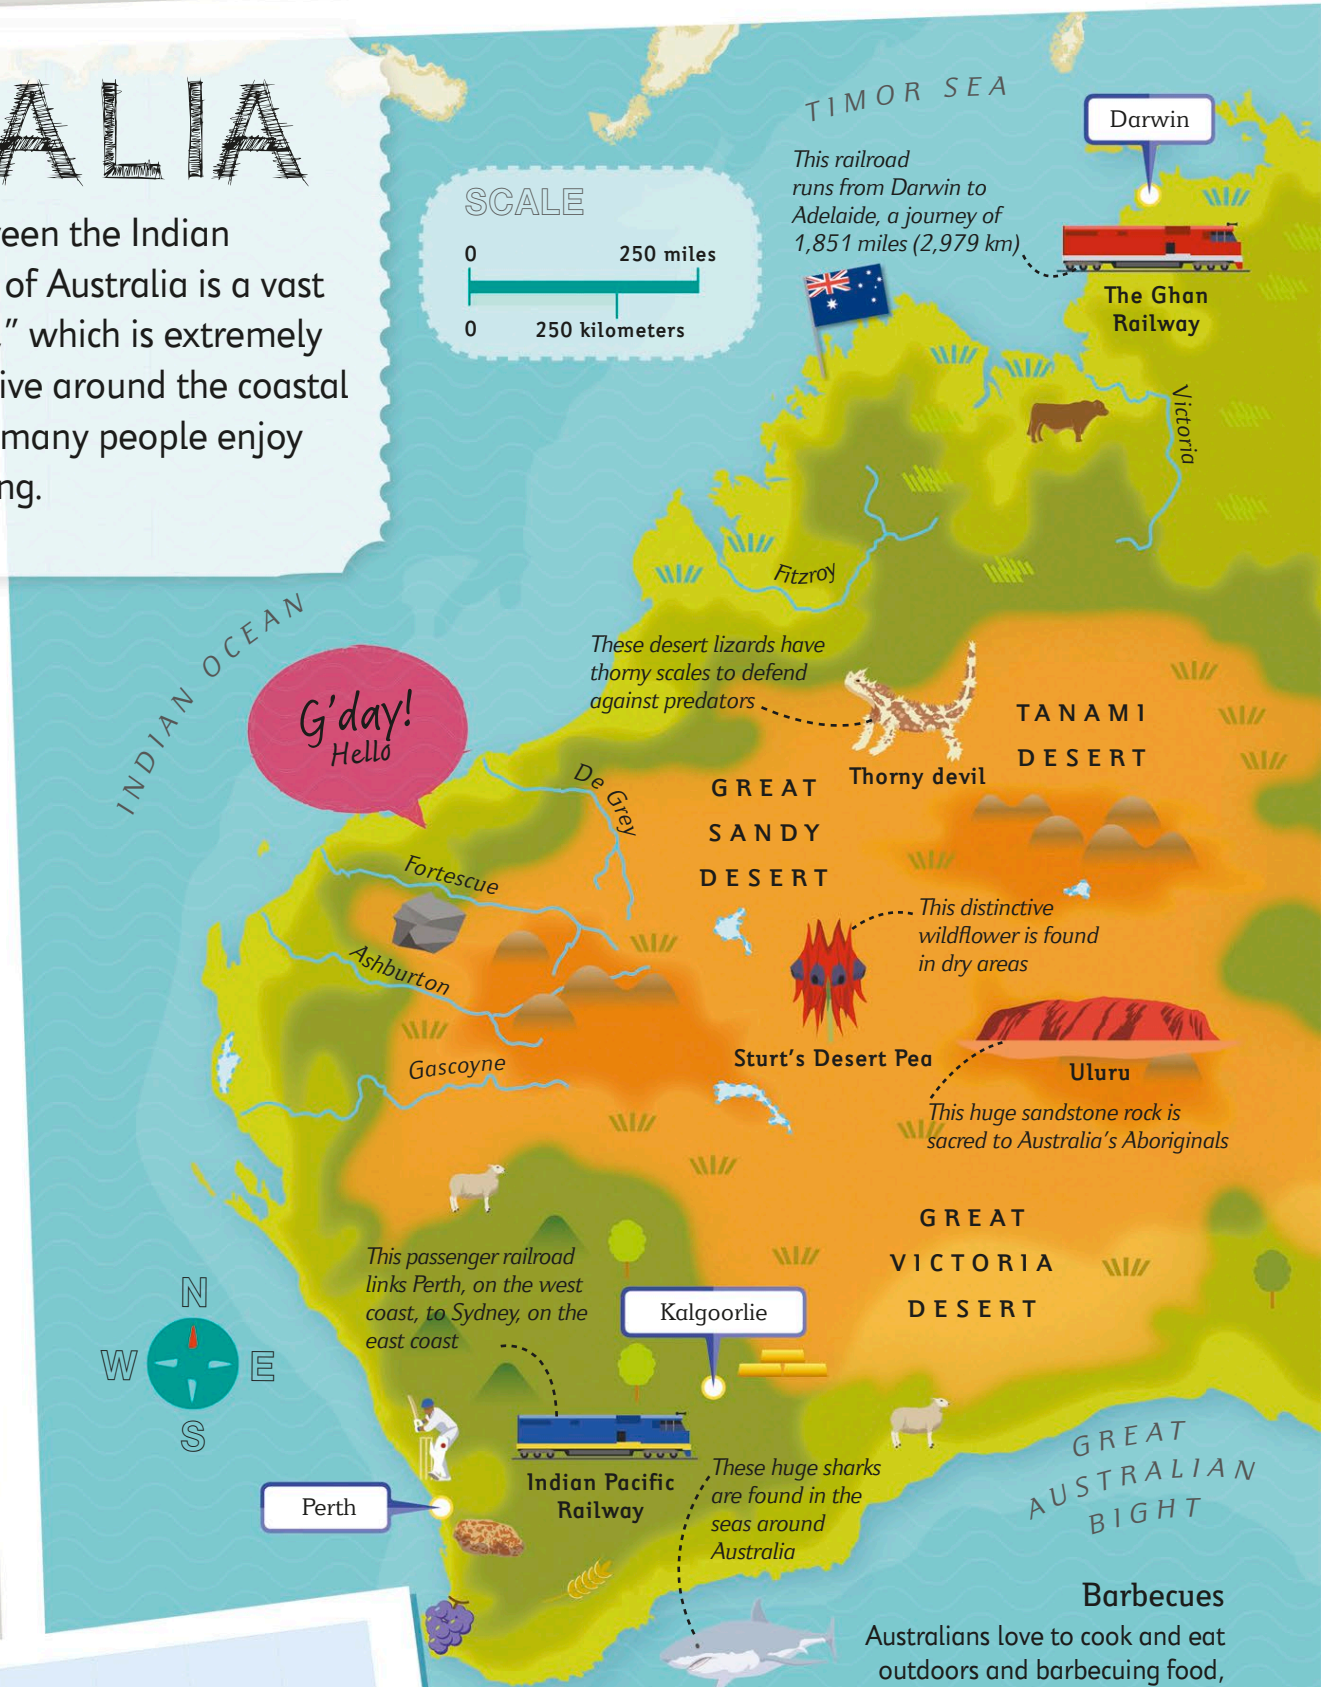 ALIA
een the Indian
of Australia is a vast
" which is extremely
ive around the coastal
many people enjoy
ng.
SCALE
0 250 miles
0 250 kilometers
TIMOR SEA
Darwin
This railroad
runs from Darwin to
Adelaide, a journey of
1,851 miles (2,979 km)
The Ghan
Railway
Victoria
Fitzroy
INDIAN OCEAN
G'day!
Hello
These desert lizards have
thorny scales to defend
against predators
Thorny devil
TANAMI
DESERT
GREAT
SANDY
DESERT
De Grey
Fortescue
Ashburton
Gascoyne
This distinctive
wildflower is found
in dry areas
Sturt's Desert Pea
Uluru
This huge sandstone rock is
sacred to Australia's Aboriginals
GREAT
VICTORIA
DESERT
This passenger railroad
links Perth, on the west
coast, to Sydney, on the
east coast
Kalgoorlie
N
W E
S
Indian Pacific
Railway
Perth
These huge sharks
are found in the
seas around
Australia
GREAT
AUSTRALIAN
BIGHT
Barbecues
Australians love to cook and eat
outdoors and barbecuing food,